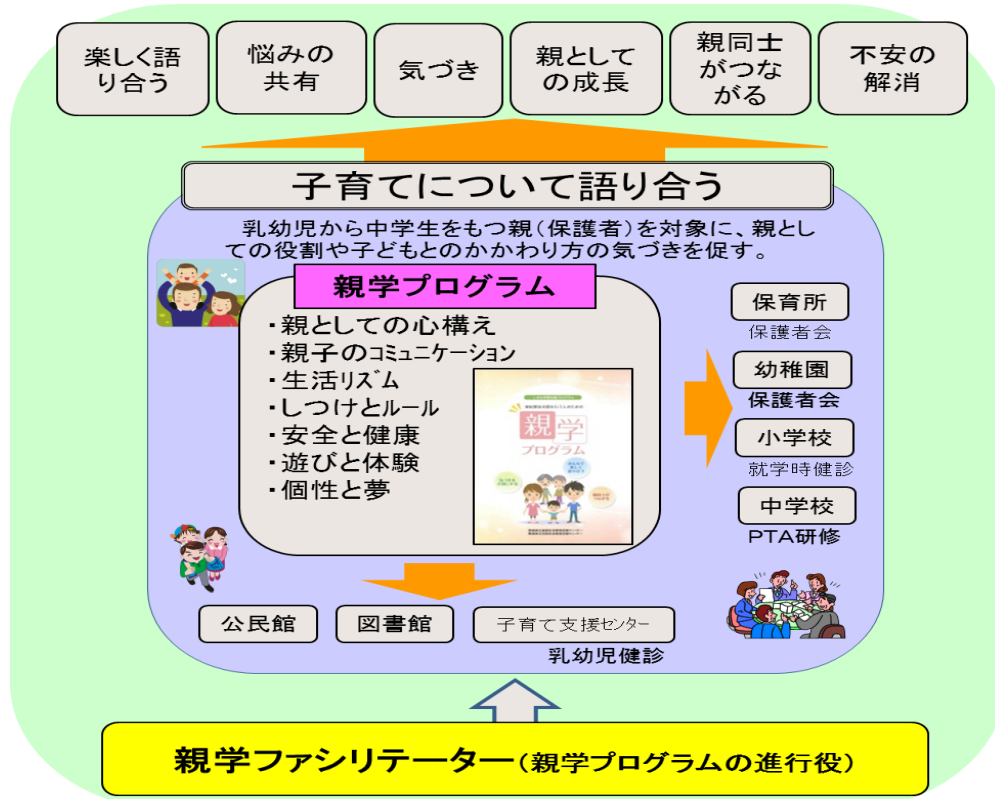 楽しく語
り合う
悩みの
共有
気づき
親として
の成長
親同士
がつな
がる
不安の
解消
子育てについて語り合う
乳幼児から中学生をもつ親(保護者)を対象に、親とし
ての役割や子どもとのかかわり方の気づきを促す。
親学プログラム
・親としての心構え
・親子のコミュニケーション
・生活リズム
・しつけとルール
・安全と健康
・遊びと体験
・個性と夢
親学
プログラム
保育所
保護者会
幼稚園
保護者会
小学校
就学時健診
中学校
PTA研修
公民館
図書館
子育て支援センター
乳幼児健診
親学ファシリテーター(親学プログラムの進行役)